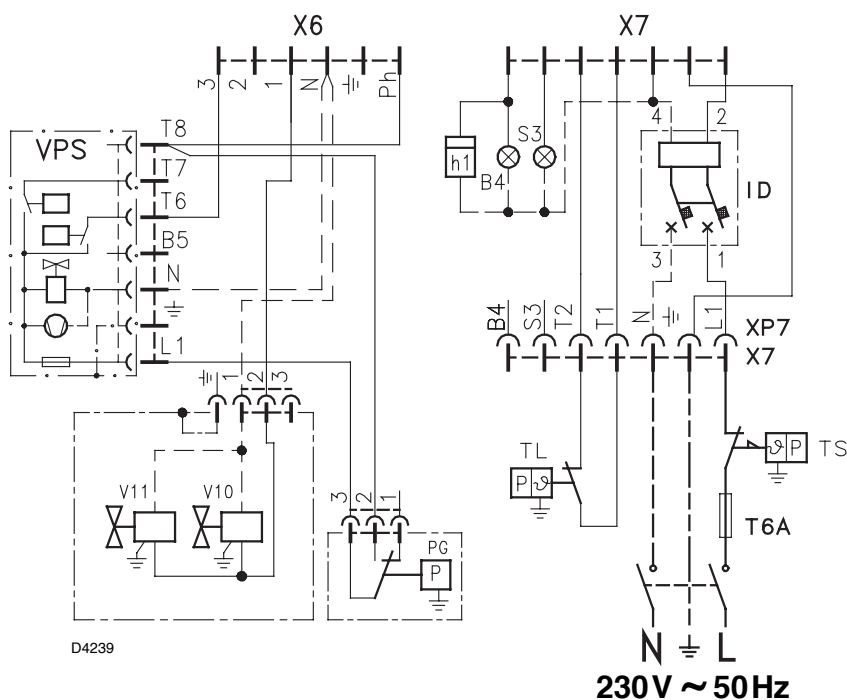 X6
3 2 1 N Ph
VPS
T8
T7
T6
B5
N
L1
1 2 3
V11 V10
3 2 1
PG
P
D4239
X7
4 2
h1
B4
S3
ID
3 1
B4 S3 T2 T1 N L1
XP7
X7
TL
P ϑ
ϑ P
TS
T6A
N L
230V ~ 50Hz